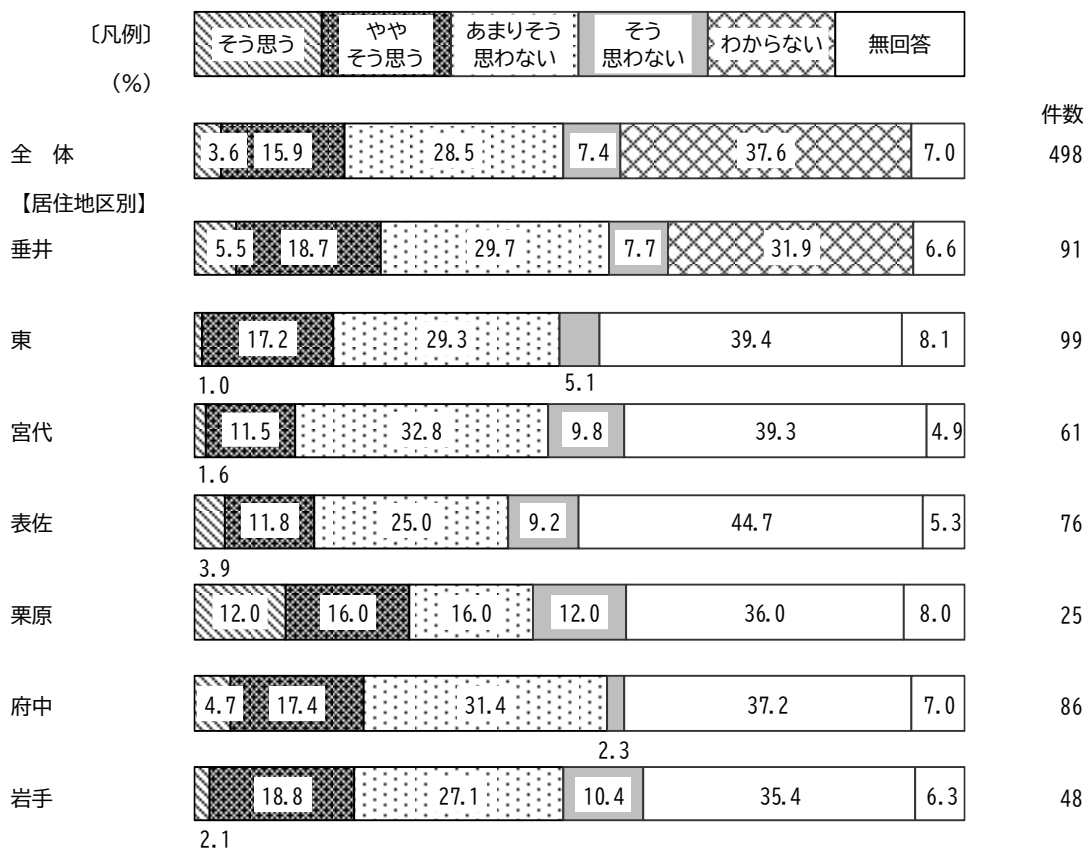 〔凡例〕 そう思う やや そう思う あまりそう 思わない そう 思わない わからない 無回答
(%)
件数
全 体 3.6 15.9 28.5 7.4 37.6 7.0 498
【居住地区別】
垂井 5.5 18.7 29.7 7.7 31.9 6.6 91
東 17.2 29.3 39.4 8.1 99
1.0 5.1
宮代 11.5 32.8 9.8 39.3 4.9 61
1.6
表佐 11.8 25.0 9.2 44.7 5.3 76
3.9
栗原 12.0 16.0 16.0 12.0 36.0 8.0 25
府中 4.7 17.4 31.4 37.2 7.0 86
2.3
岩手 18.8 27.1 10.4 35.4 6.3 48
2.1